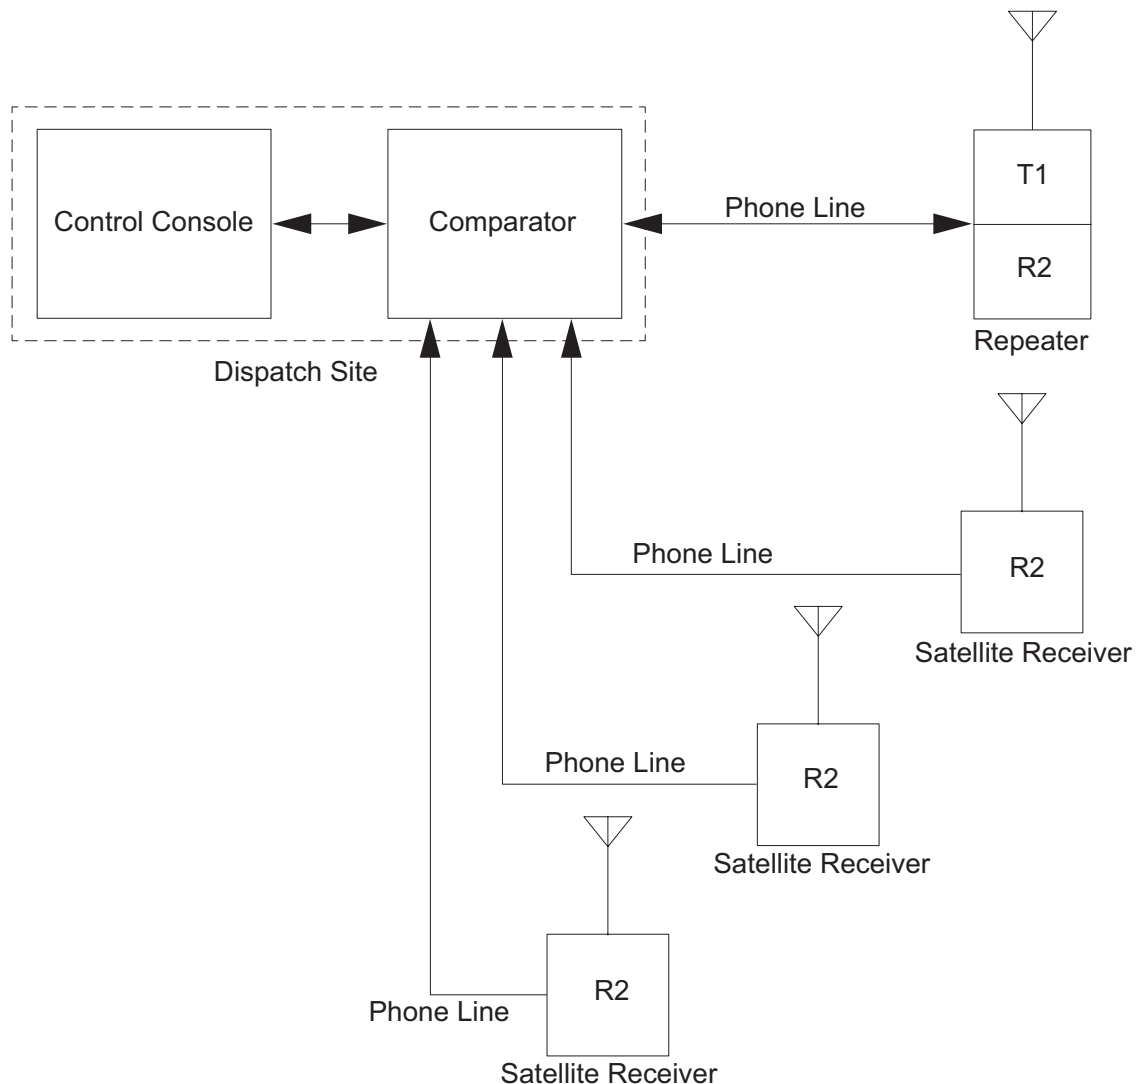 T1
Phone Line
Control Console
Comparator
R2
Repeater
Dispatch Site
Phone Line
R2
Satellite Receiver
Phone Line
R2
Satellite Receiver
R2
Phone Line
Satellite Receiver